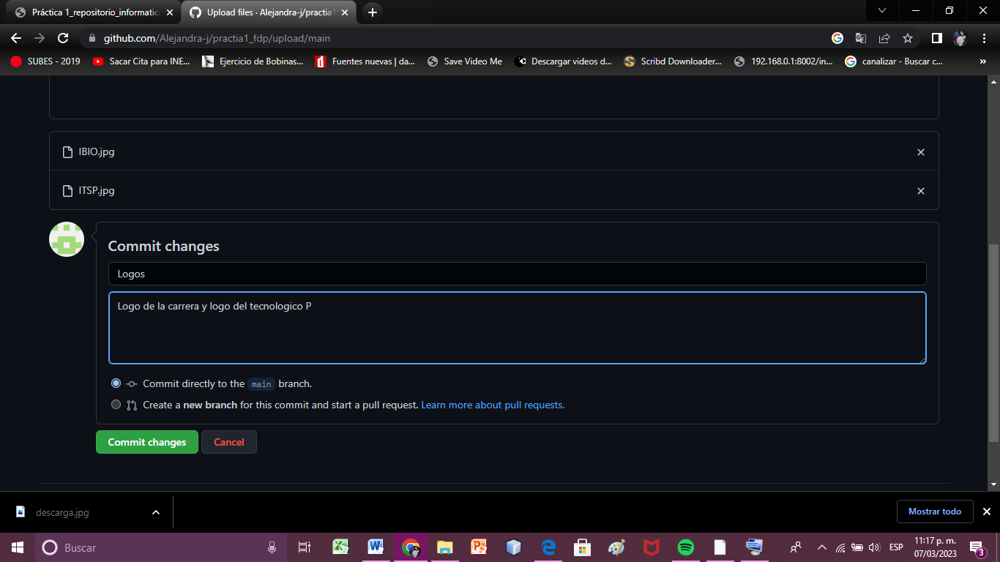 Práctica 1_repositorio_informatica
Upload files · Alejandra-j/practia1
github.com/Alejandra-j/practia1_fdp/upload/main
SUBES - 2019
Sacar Cita para INE...
Ejercicio de Bobinas...
Fuentes nuevas | da...
Save Video Me
Descargar videos d...
Scribd Downloader...
192.168.0.1:8002/in...
canalizar - Buscar c...
»
IBIO.jpg
ITSP.jpg
Commit changes
Logos
Logo de la carrera y logo del tecnologico P
Commit directly to the main branch.
Create a new branch for this commit and start a pull request. Learn more about pull requests.
Commit changes
Cancel
descarga.jpg
Mostrar todo
Buscar
ESP
11:17 p. m.
07/03/2023
3